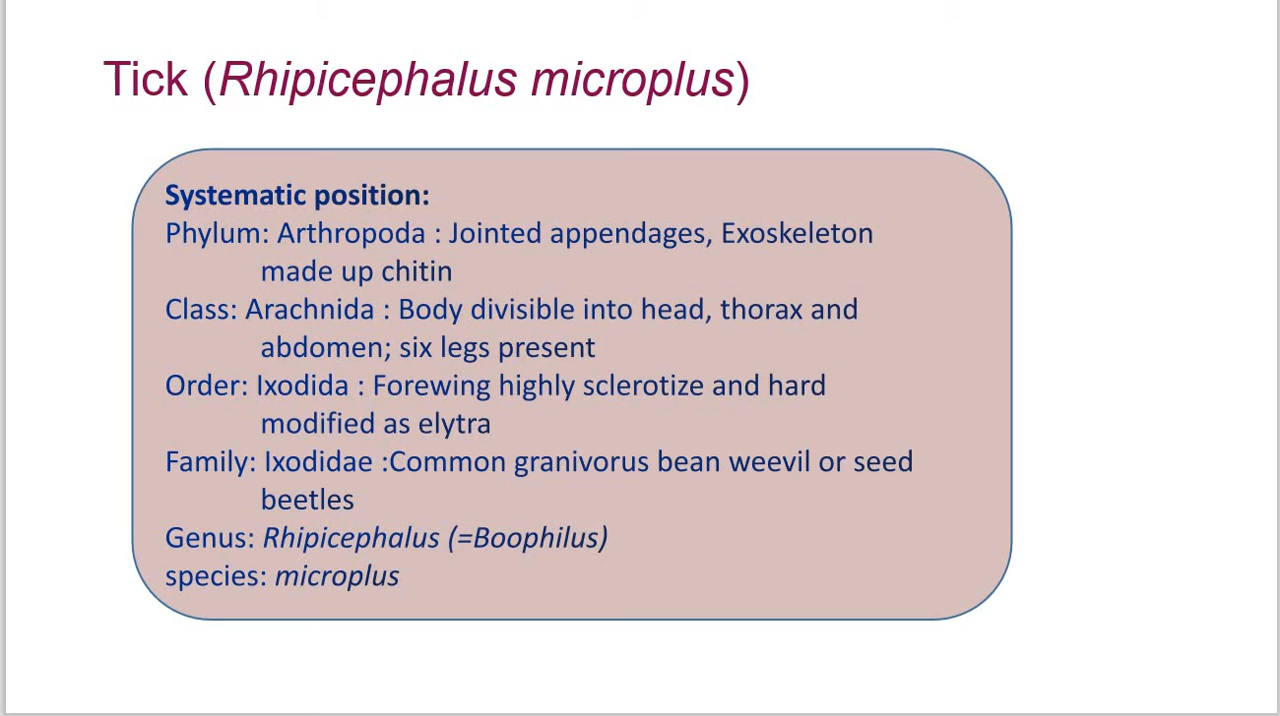 Tick (Rhipicephalus microplus)
Systematic position:
Phylum: Arthropoda : Jointed appendages, Exoskeleton
made up chitin
Class: Arachnida : Body divisible into head, thorax and
abdomen; six legs present
Order: Ixodida : Forewing highly sclerotize and hard
modified as elytra
Family: Ixodidae :Common granivorus bean weevil or seed
beetles
Genus: Rhipicephalus (=Boophilus)
species: microplus